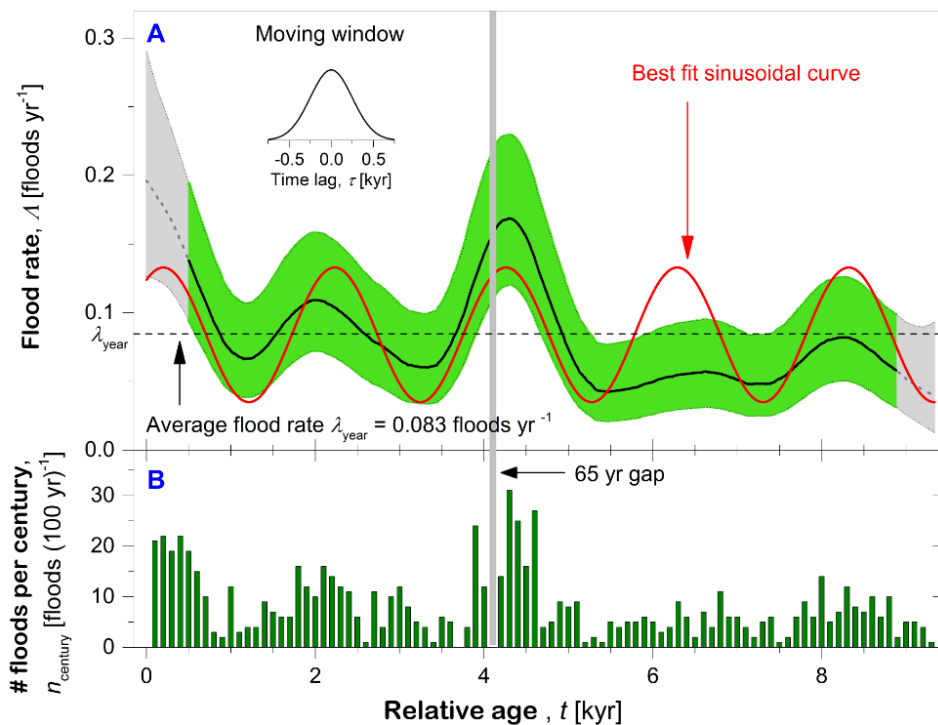 A
Moving window
-0.5 0.0 0.5
Time lag, τ [kyr]
Best fit sinusoidal curve
Flood rate, Λ [floods yr⁻¹]
0.3
0.2
0.1
λyear
0.0
Average flood rate λyear = 0.083 floods yr ⁻¹
B
65 yr gap
# floods per century,
ncentury [floods (100 yr)⁻¹]
30
20
10
0
0 2 4 6 8
Relative age , t [kyr]